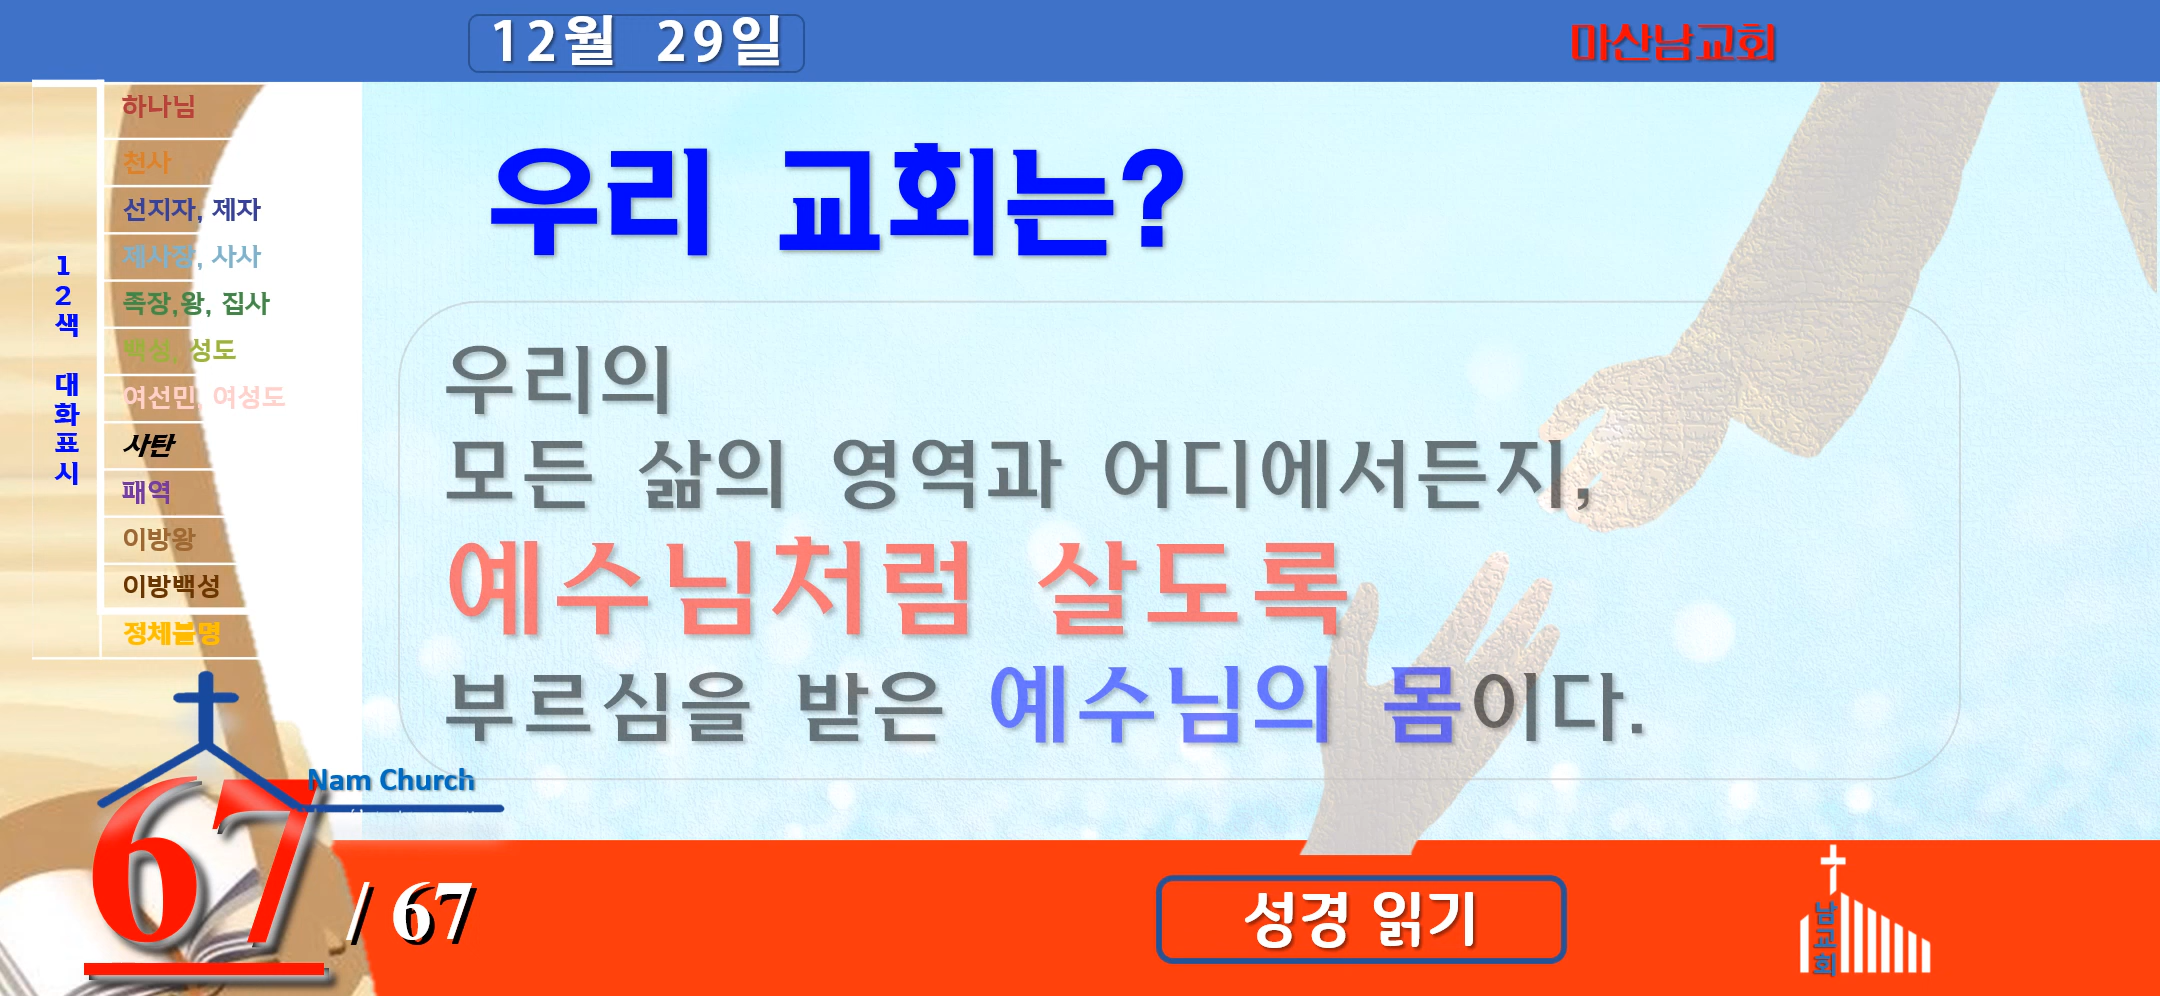 12월 29일
마산남교회
12색 대화표시
하나님
천사
선지자, 제자
제사장, 사사
족장,왕, 집사
백성, 성도
여선민, 여성도
사탄
패역
이방왕
이방백성
정체불명
우리 교회는?
우리의
모든 삶의 영역과 어디에서든지,
예수님처럼 살도록
부르심을 받은 예수님의 몸이다.
Nam Church
67 / 67
성경 읽기
남교회